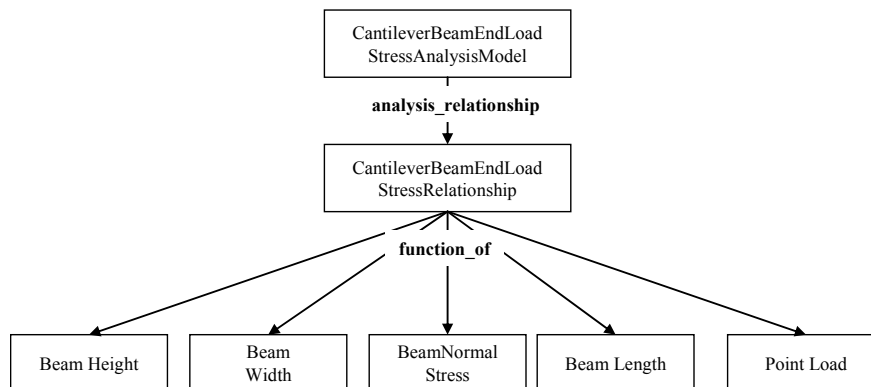 CantileverBeamEndLoad
StressAnalysisModel
analysis_relationship
CantileverBeamEndLoad
StressRelationship
function_of
Beam Height
Beam
Width
BeamNormal
Stress
Beam Length
Point Load